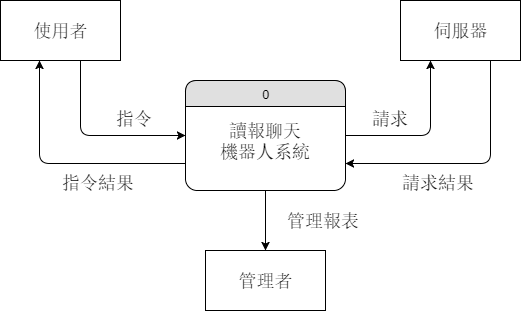 使用者
伺服器
0
讀報聊天
機器人系統
指令
請求
指令結果
請求結果
管理報表
管理者